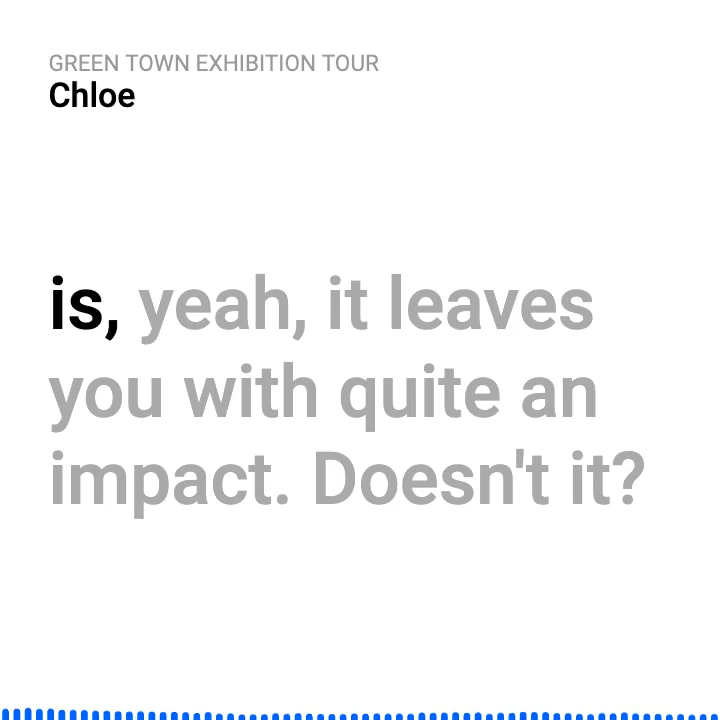 GREEN TOWN EXHIBITION TOUR
Chloe
is, yeah, it leaves
you with quite an
impact. Doesn't it?